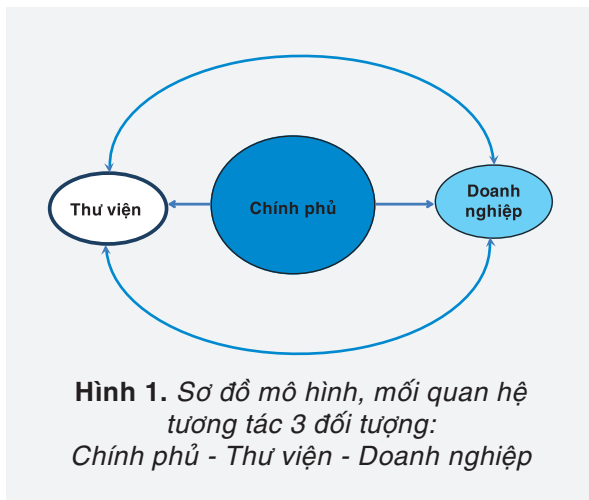 Thư viện
Chính phủ
Doanh
nghiệp
Hình 1. Sơ đồ mô hình, mối quan hệ
tương tác 3 đối tượng:
Chính phủ - Thư viện - Doanh nghiệp